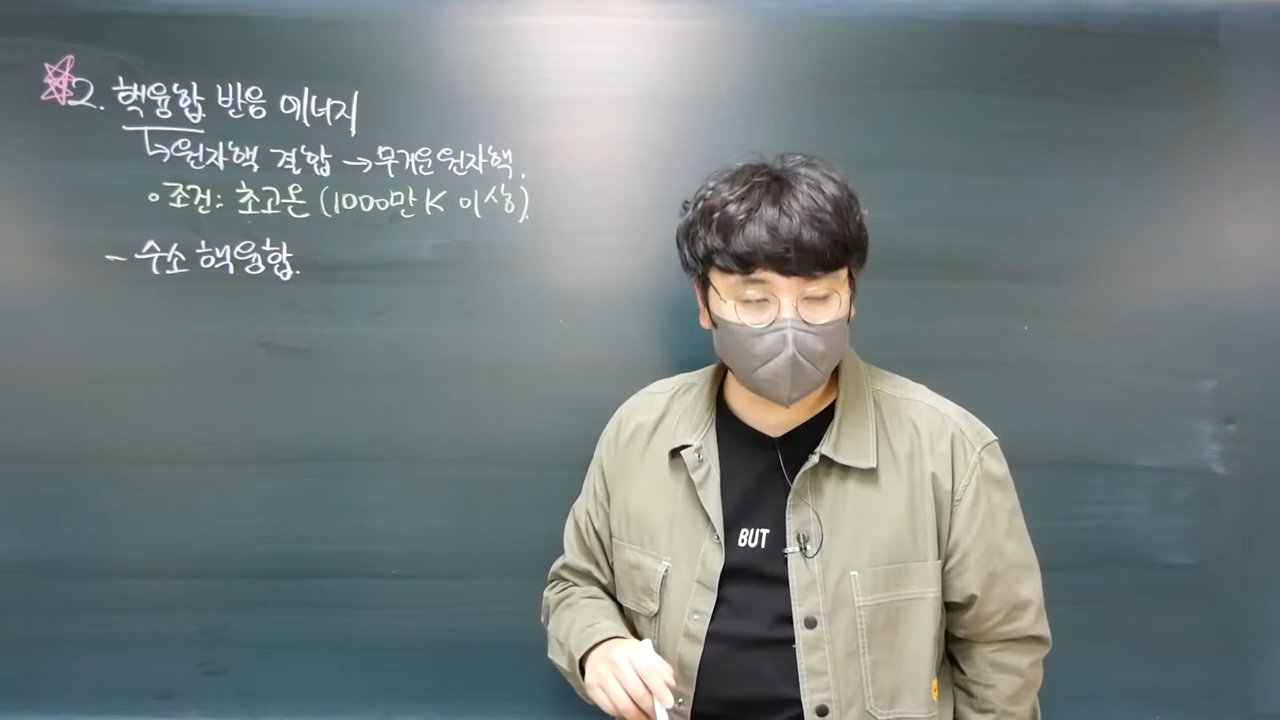 2. 핵융합 반응 에너지
↳원자핵 결합 → 무거운 원자핵.
○조건: 초고온 (1000만 K 이상)
- 수소 핵융합.
BUT